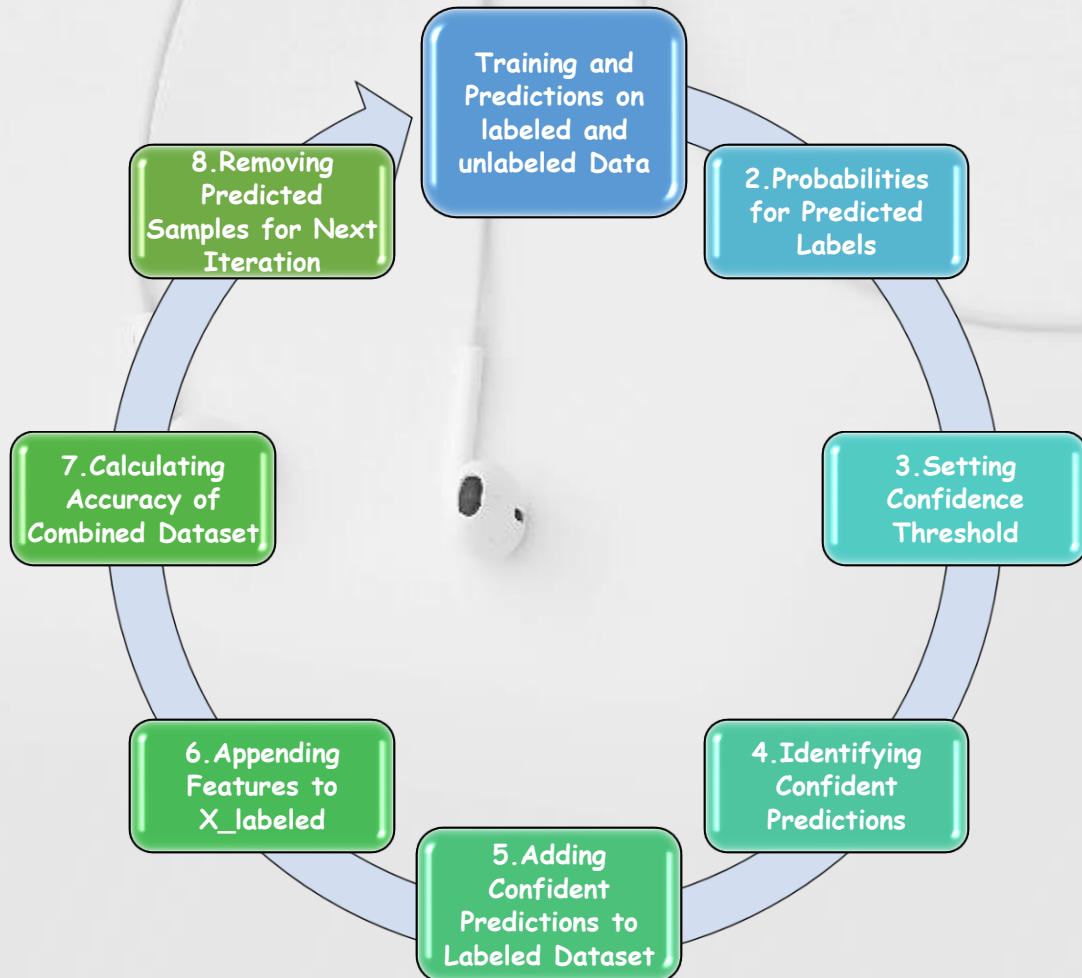 Training and
Predictions on
labeled and
unlabeled Data
2.Probabilities
for Predicted
Labels
3.Setting
Confidence
Threshold
4.Identifying
Confident
Predictions
5.Adding
Confident
Predictions to
Labeled Dataset
6.Appending
Features to
X_labeled
7.Calculating
Accuracy of
Combined Dataset
8.Removing
Predicted
Samples for Next
Iteration